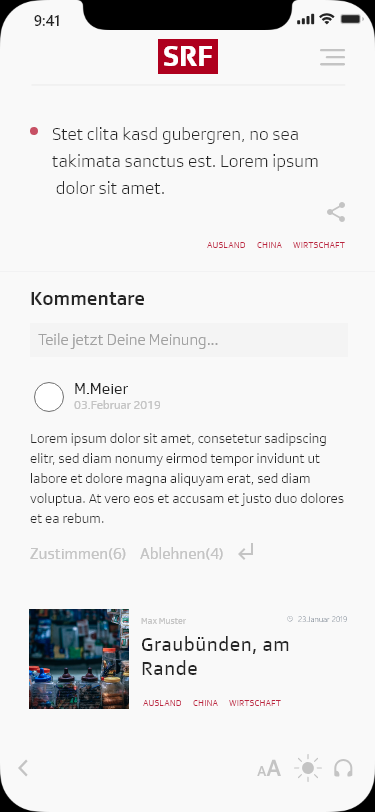 9:41
SRF
Stet clita kasd gubergren, no sea
takimata sanctus est. Lorem ipsum
dolor sit amet.
AUSLAND CHINA WIRTSCHAFT
Kommentare
Teile jetzt Deine Meinung...
M.Meier
03.Februar 2019
Lorem ipsum dolor sit amet, consetetur sadipscing
elitr, sed diam nonumy eirmod tempor invidunt ut
labore et dolore magna aliquyam erat, sed diam
voluptua. At vero eos et accusam et justo duo dolores
et ea rebum.
Zustimmen(6) Ablehnen(4)
Max Muster 23.Januar 2019
Graubünden, am
Rande
AUSLAND CHINA WIRTSCHAFT
AA